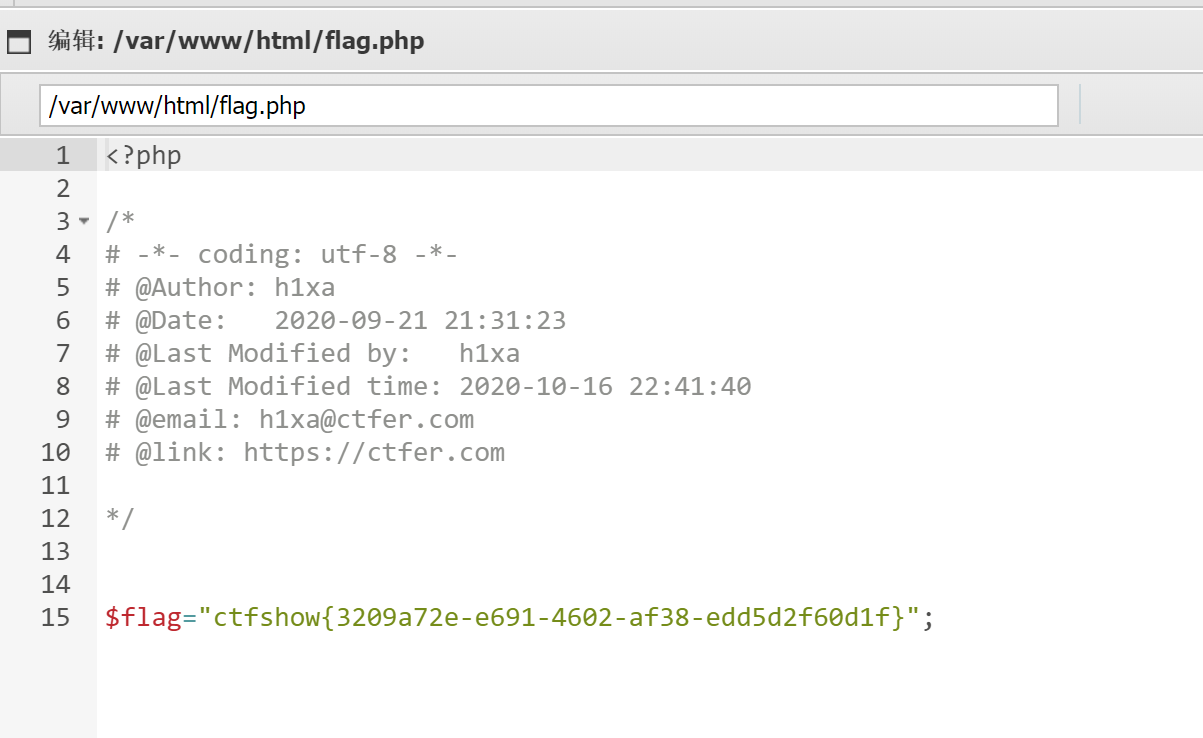 编辑: /var/www/html/flag.php
/var/www/html/flag.php
1 <?php
2
3 /*
4 # -*- coding: utf-8 -*-
5 # @Author: h1xa
6 # @Date:   2020-09-21 21:31:23
7 # @Last Modified by:   h1xa
8 # @Last Modified time: 2020-10-16 22:41:40
9 # @email: h1xa@ctfer.com
10 # @link: https://ctfer.com
11
12 */
13
14
15 $flag="ctfshow{3209a72e-e691-4602-af38-edd5d2f60d1f}";